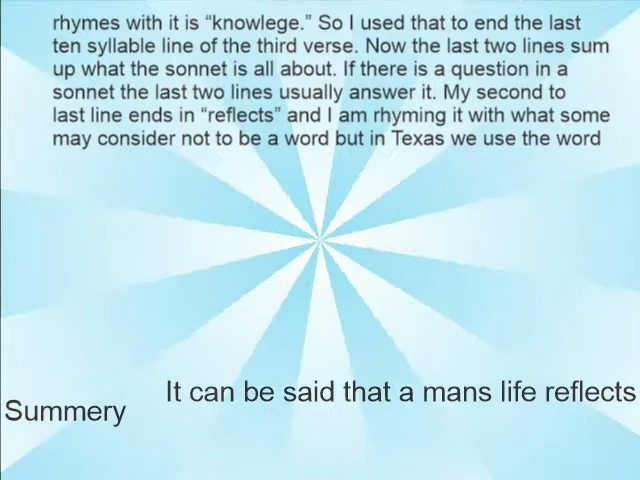 rhymes with it is “knowlege.” So I used that to end the last
ten syllable line of the third verse. Now the last two lines sum
up what the sonnet is all about. If there is a question in a
sonnet the last two lines usually answer it. My second to
last line ends in “reflects” and I am rhyming it with what some
may consider not to be a word but in Texas we use the word
It can be said that a mans life reflects
Summery